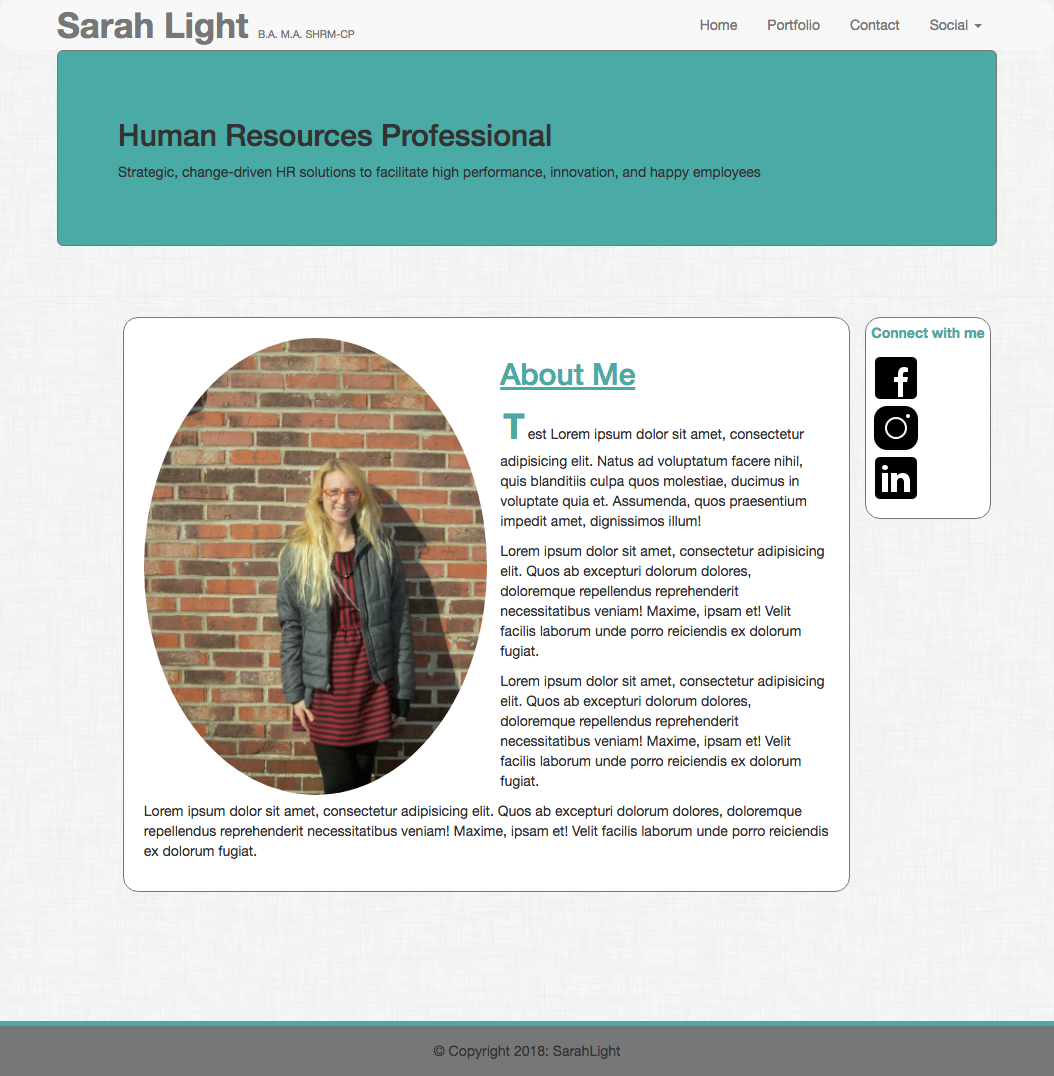 Sarah Light B.A. M.A. SHRM-CP
Home Portfolio Contact Social
Human Resources Professional
Strategic, change-driven HR solutions to facilitate high performance, innovation, and happy employees
About Me
Test Lorem ipsum dolor sit amet, consectetur
adipisicing elit. Natus ad voluptatum facere nihil,
quis blanditiis culpa quos molestiae, ducimus in
voluptate quia et. Assumenda, quos praesentium
impedit amet, dignissimos illum!
Lorem ipsum dolor sit amet, consectetur adipisicing
elit. Quos ab excepturi dolorum dolores,
doloremque repellendus reprehenderit
necessitatibus veniam! Maxime, ipsam et! Velit
facilis laborum unde porro reiciendis ex dolorum
fugiat.
Lorem ipsum dolor sit amet, consectetur adipisicing
elit. Quos ab excepturi dolorum dolores,
doloremque repellendus reprehenderit
necessitatibus veniam! Maxime, ipsam et! Velit
facilis laborum unde porro reiciendis ex dolorum
fugiat.
Lorem ipsum dolor sit amet, consectetur adipisicing elit. Quos ab excepturi dolorum dolores, doloremque
repellendus reprehenderit necessitatibus veniam! Maxime, ipsam et! Velit facilis laborum unde porro reiciendis
ex dolorum fugiat.
Connect with me
f
in
© Copyright 2018: SarahLight